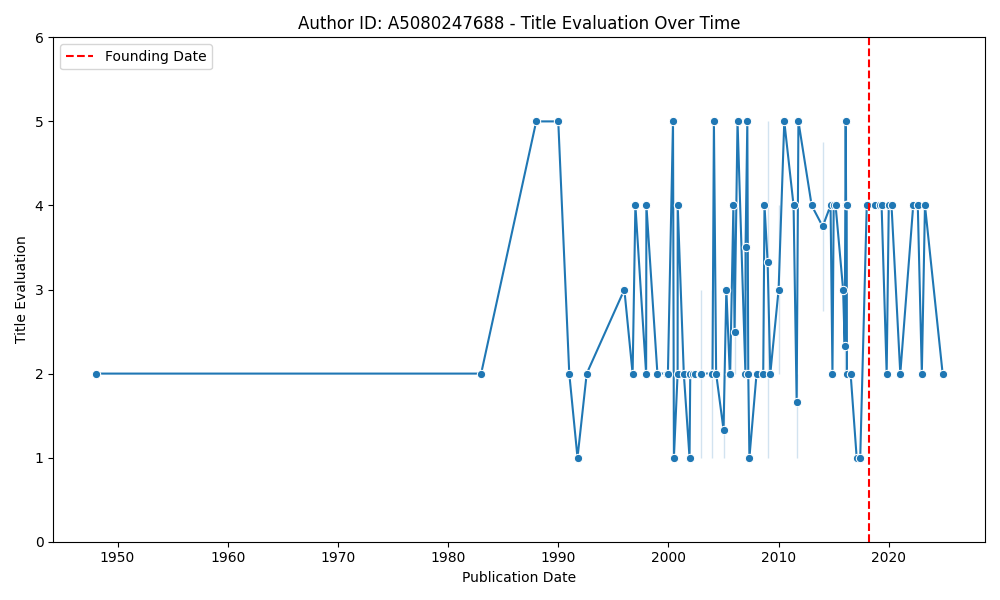 Author ID: A5080247688 - Title Evaluation Over Time
Founding Date
Title Evaluation
6
5
4
3
2
1
0
1950 1960 1970 1980 1990 2000 2010 2020
Publication Date